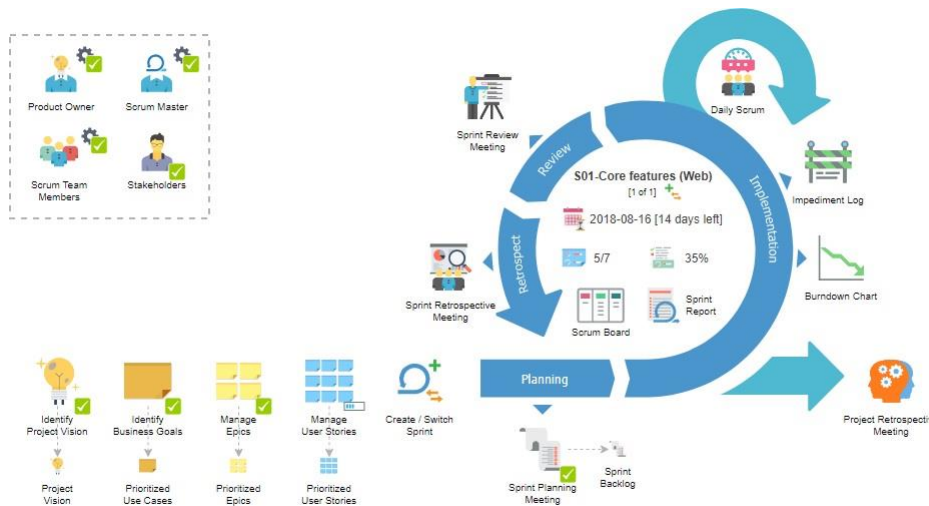 Product Owner
Scrum Master
Scrum Team
Members
Stakeholders
Sprint Review
Meeting
Daily Scrum
Review
Implementation
S01-Core features (Web)
[1 of 1]
2018-08-16 [14 days left]
5/7
35%
Impediment Log
Retrospect
Sprint Retrospective
Meeting
Scrum Board
Sprint
Report
Burndown Chart
Identify
Project Vision
Identify
Business Goals
Manage
Epics
Manage
User Stories
Create / Switch
Sprint
Planning
Project Retrospecti
Meeting
Project
Vision
Prioritized
Use Cases
Prioritized
Epics
Prioritized
User Stories
Sprint Planning
Meeting
Sprint
Backlog